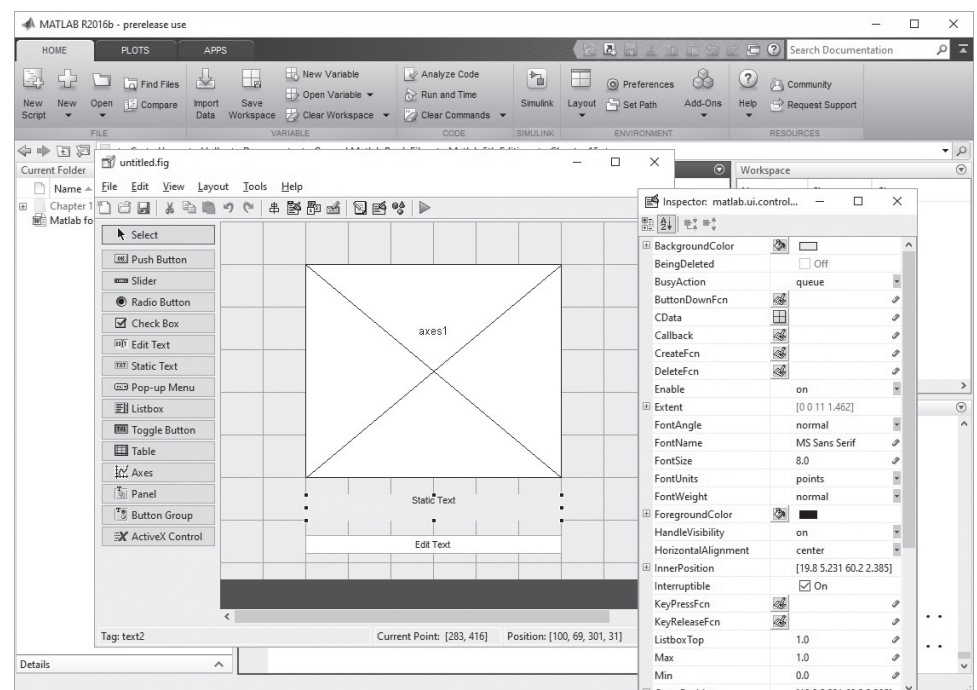 MATLAB R2016b - prerelease use
HOME PLOTS APPS
Search Documentation
New Script
New
Open
Find Files
Compare
Import Data
Save Workspace
New Variable
Open Variable
Clear Workspace
Analyze Code
Run and Time
Clear Commands
Simulink
Layout
Preferences
Set Path
Add-Ons
Help
Community
Request Support
FILE VARIABLE CODE SIMULINK ENVIRONMENT RESOURCES
Current Folder
Name
Chapter 1
Matlab fo
Details
Workspace
untitled.fig
File Edit View Layout Tools Help
Select
Push Button
Slider
Radio Button
Check Box
Edit Text
Static Text
Pop-up Menu
Listbox
Toggle Button
Table
Axes
Panel
Button Group
ActiveX Control
axes1
Static Text
Edit Text
Tag: text2 Current Point: [283, 416] Position: [100, 69, 301, 31]
Inspector: matlab.ui.control...
BackgroundColor
BeingDeleted Off
BusyAction queue
ButtonDownFcn
CData
Callback
CreateFcn
DeleteFcn
Enable on
Extent [0 0 11 1.462]
FontAngle normal
FontName MS Sans Serif
FontSize 8.0
FontUnits points
FontWeight normal
ForegroundColor
HandleVisibility on
HorizontalAlignment center
InnerPosition [19.8 5.231 60.2 2.385]
Interruptible On
KeyPressFcn
KeyReleaseFcn
ListboxTop 1.0
Max 1.0
Min 0.0